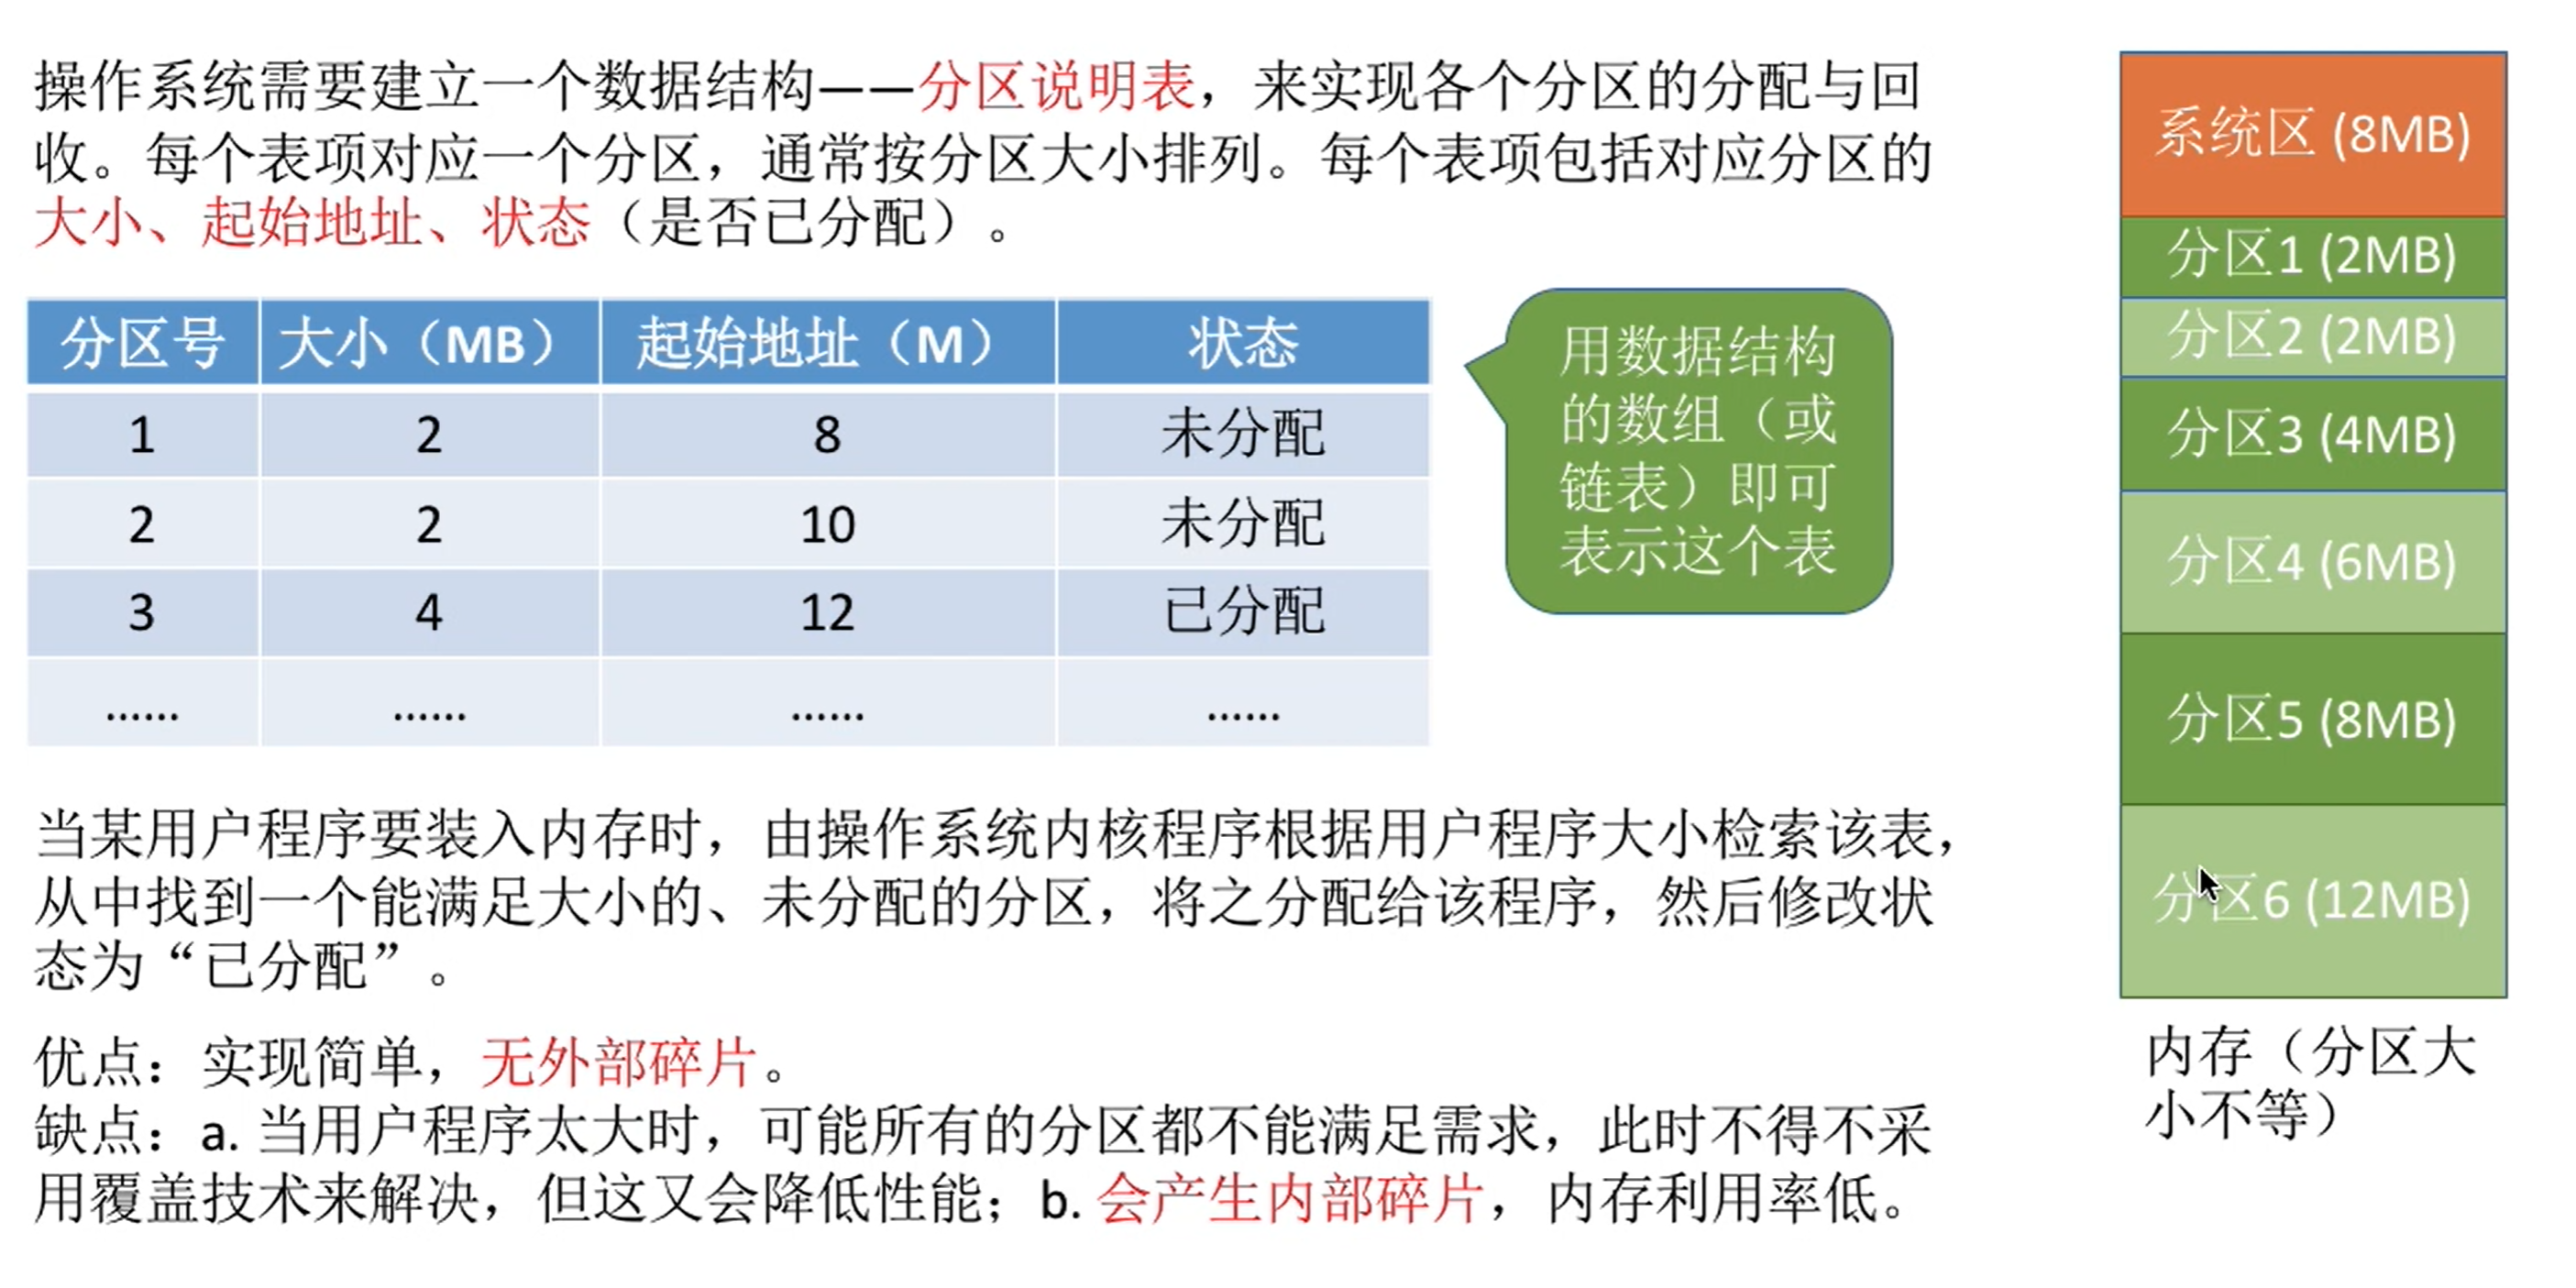 操作系统需要建立一个数据结构——分区说明表，来实现各个分区的分配与回
收。每个表项对应一个分区，通常按分区大小排列。每个表项包括对应分区的
大小、起始地址、状态（是否已分配）。
分区号 大小（MB） 起始地址（M） 状态
1 2 8 未分配
2 2 10 未分配
3 4 12 已分配
…… …… …… ……
用数据结构
的数组（或
链表）即可
表示这个表
当某用户程序要装入内存时，由操作系统内核程序根据用户程序大小检索该表，
从中找到一个能满足大小的、未分配的分区，将之分配给该程序，然后修改状
态为“已分配”。
优点：实现简单，无外部碎片。
缺点：a. 当用户程序太大时，可能所有的分区都不能满足需求，此时不得不采
用覆盖技术来解决，但这又会降低性能；b. 会产生内部碎片，内存利用率低。
系统区 (8MB)
分区1 (2MB)
分区2 (2MB)
分区3 (4MB)
分区4 (6MB)
分区5 (8MB)
分区6 (12MB)
内存（分区大
小不等）